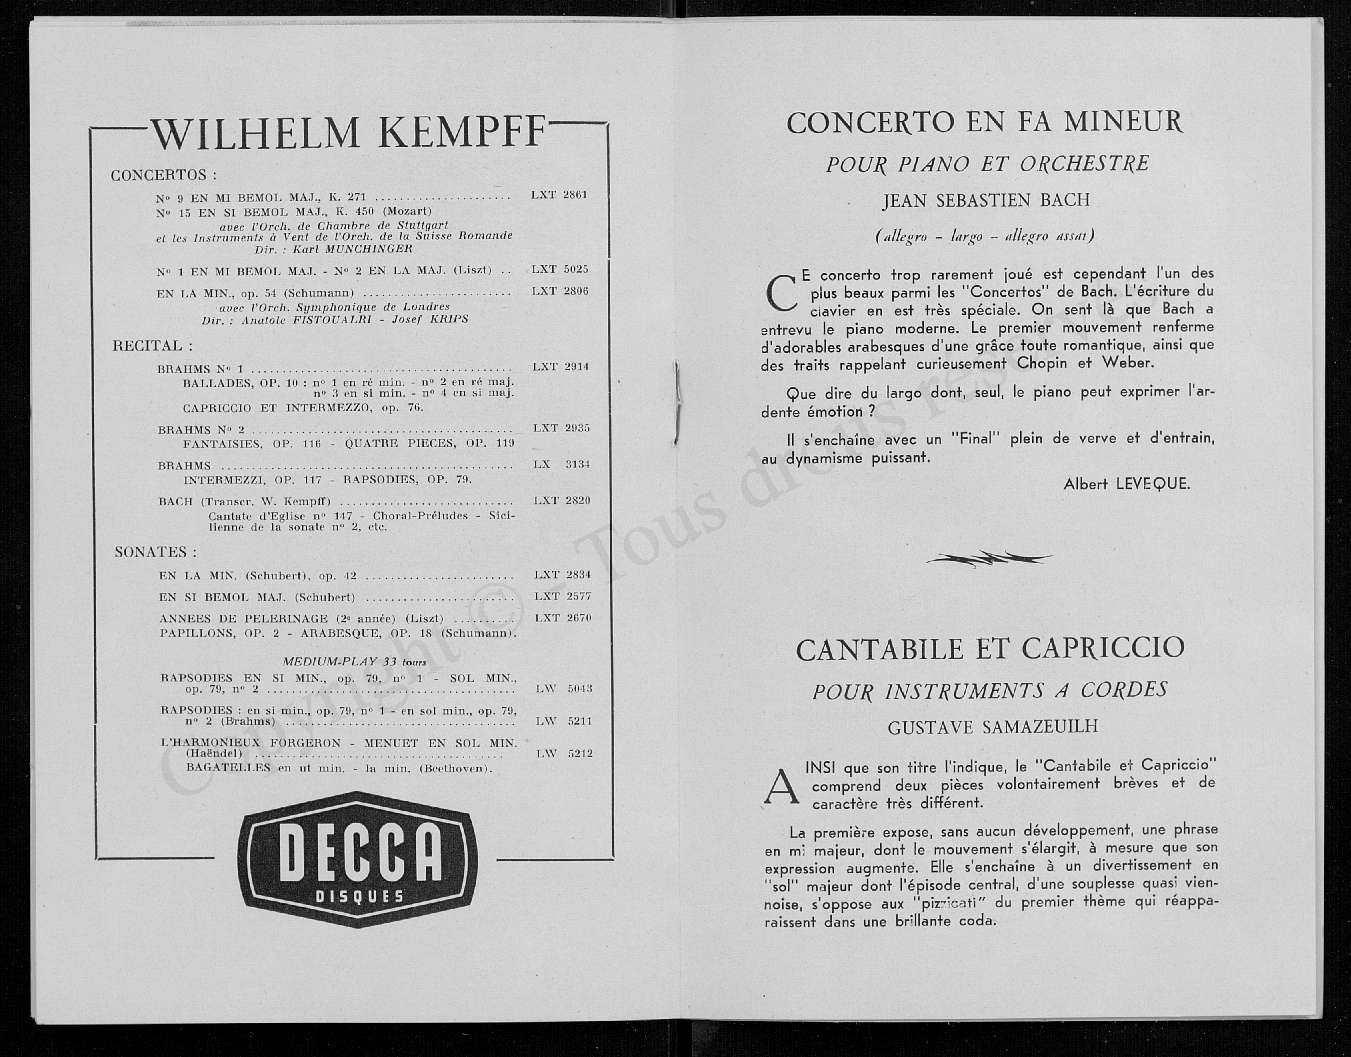 WILHELM KEMPFF
CONCERTOS :
Nº 9 EN MI BEMOL MAJ., K. 271 ...................... LXT 2861
Nº 15 EN SI BEMOL MAJ., K. 450 (Mozart)
avec l'Orch. de Chambre de Stuttgart
et les Instruments à Vent de l'Orch. de la Suisse Romande
Dir. : Karl MUNCHINGER
Nº 1 EN MI BEMOL MAJ. - Nº 2 EN LA MAJ. (Liszt) .. LXT 5025
EN LA MIN., op. 54 (Schumann) ........................ LXT 2806
avec l'Orch. Symphonique de Londres
Dir. : Anatole FISTOUALRI - Josef KRIPS
RECITAL :
BRAHMS Nº 1 .......................................... LXT 2914
BALLADES, OP. 10 : nº 1 en ré min. - nº 2 en ré maj.
nº 3 en si min. - nº 4 en si maj.
CAPRICCIO ET INTERMEZZO, op. 76.
BRAHMS Nº 2 .......................................... LXT 2935
FANTAISIES, OP. 116 - QUATRE PIECES, OP. 119
BRAHMS ............................................... LX 3134
INTERMEZZI, OP. 117 - RAPSODIES, OP. 79.
BACH (Transcr. W. Kempff) ............................ LXT 2820
Cantate d'Eglise nº 147 - Choral-Préludes - Sici-
lienne de la sonate nº 2, etc.
SONATES :
EN LA MIN. (Schubert), op. 42 ........................ LXT 2834
EN SI BEMOL MAJ. (Schubert) ........................ LXT 2577
ANNEES DE PELERINAGE (2e année) (Liszt) .......... LXT 2670
PAPILLONS, OP. 2 - ARABESQUE, OP. 18 (Schumann).
MEDIUM-PLAY 33 tours
RAPSODIES EN SI MIN., op. 79, nº 1 - SOL MIN.,
op. 79, nº 2 ........................................ LW 5043
RAPSODIES : en si min., op. 79, nº 1 - en sol min., op. 79,
nº 2 (Brahms) ..................................... LW 5211
L'HARMONIEUX FORGERON - MENUET EN SOL MIN.
(Haëndel) ........................................ LW 5212
BAGATELLES en ut min. - la min. (Beethoven).
DECCA
DISQUES
CONCERTO EN FA MINEUR
POUR PIANO ET ORCHESTRE
JEAN SEBASTIEN BACH
(allegro - largo - allegro assai)
CE concerto trop rarement joué est cependant l'un des
plus beaux parmi les "Concertos" de Bach. L'écriture du
clavier en est très spéciale. On sent là que Bach a
entrevu le piano moderne. Le premier mouvement renferme
d'adorables arabesques d'une grâce toute romantique, ainsi que
des traits rappelant curieusement Chopin et Weber.
Que dire du largo dont, seul, le piano peut exprimer l'ar-
dente émotion ?
Il s'enchaîne avec un "Final" plein de verve et d'entrain,
au dynamisme puissant.
Albert LEVEQUE.
CANTABILE ET CAPRICCIO
POUR INSTRUMENTS A CORDES
GUSTAVE SAMAZEUILH
AINSI que son titre l'indique, le "Cantabile et Capriccio"
comprend deux pièces volontairement brèves et de
caractère très différent.
La première expose, sans aucun développement, une phrase
en mi majeur, dont le mouvement s'élargit, à mesure que son
expression augmente. Elle s'enchaîne à un divertissement en
"sol" majeur dont l'épisode central, d'une souplesse quasi vien-
noise, s'oppose aux "pizzicati" du premier thème qui réappa-
raissent dans une brillante coda.
Copyright © - Tous droits réservés